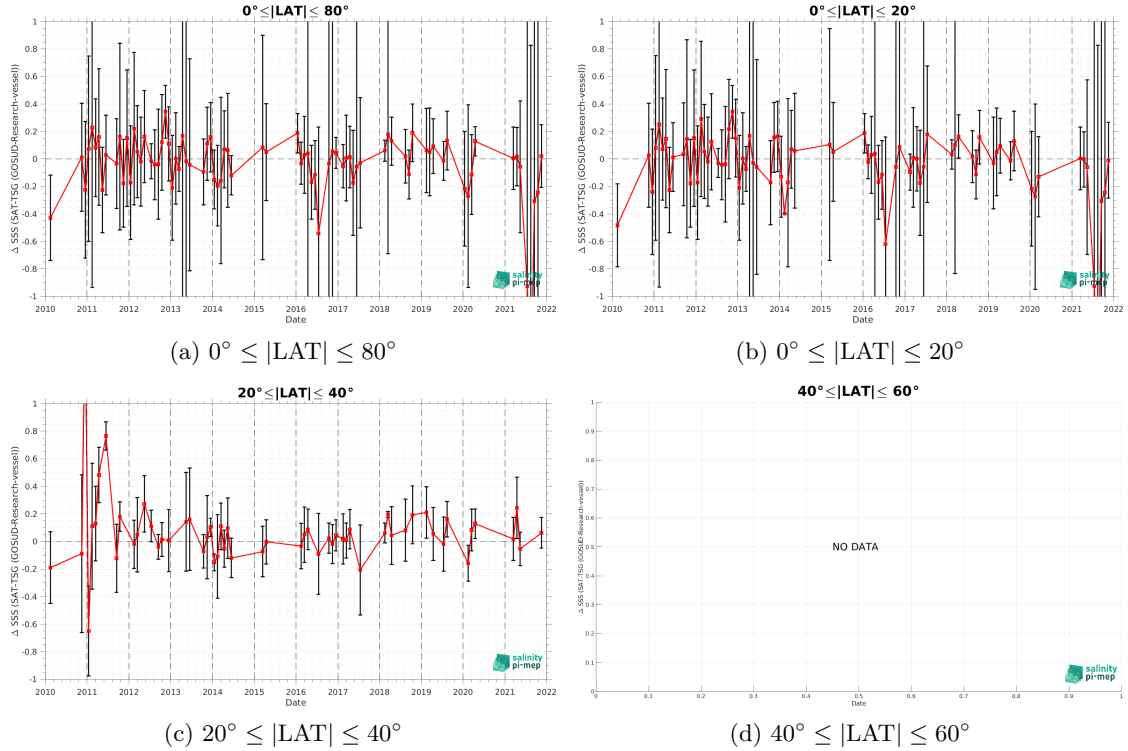 0°≤|LAT|≤ 80°
Δ SSS (SAT-TSG (GOSUD-Research-vessel))
1
0.8
0.6
0.4
0.2
0
-0.2
-0.4
-0.6
-0.8
-1
2010 2011 2012 2013 2014 2015 2016 2017 2018 2019 2020 2021 2022
Date
salinity
pi-mep
(a) 0° ≤ |LAT| ≤ 80°
0°≤|LAT|≤ 20°
Δ SSS (SAT-TSG (GOSUD-Research-vessel))
1
0.8
0.6
0.4
0.2
0
-0.2
-0.4
-0.6
-0.8
-1
2010 2011 2012 2013 2014 2015 2016 2017 2018 2019 2020 2021 2022
Date
salinity
pi-mep
(b) 0° ≤ |LAT| ≤ 20°
20°≤|LAT|≤ 40°
Δ SSS (SAT-TSG (GOSUD-Research-vessel))
1
0.8
0.6
0.4
0.2
0
-0.2
-0.4
-0.6
-0.8
-1
2010 2011 2012 2013 2014 2015 2016 2017 2018 2019 2020 2021 2022
Date
salinity
pi-mep
(c) 20° ≤ |LAT| ≤ 40°
40°≤|LAT|≤ 60°
Δ SSS (SAT-TSG (GOSUD-Research-vessel))
1
0.9
0.8
0.7
0.6
0.5
0.4
0.3
0.2
0.1
0
NO DATA
0 0.1 0.2 0.3 0.4 0.5 0.6 0.7 0.8 0.9 1
Date
salinity
pi-mep
(d) 40° ≤ |LAT| ≤ 60°